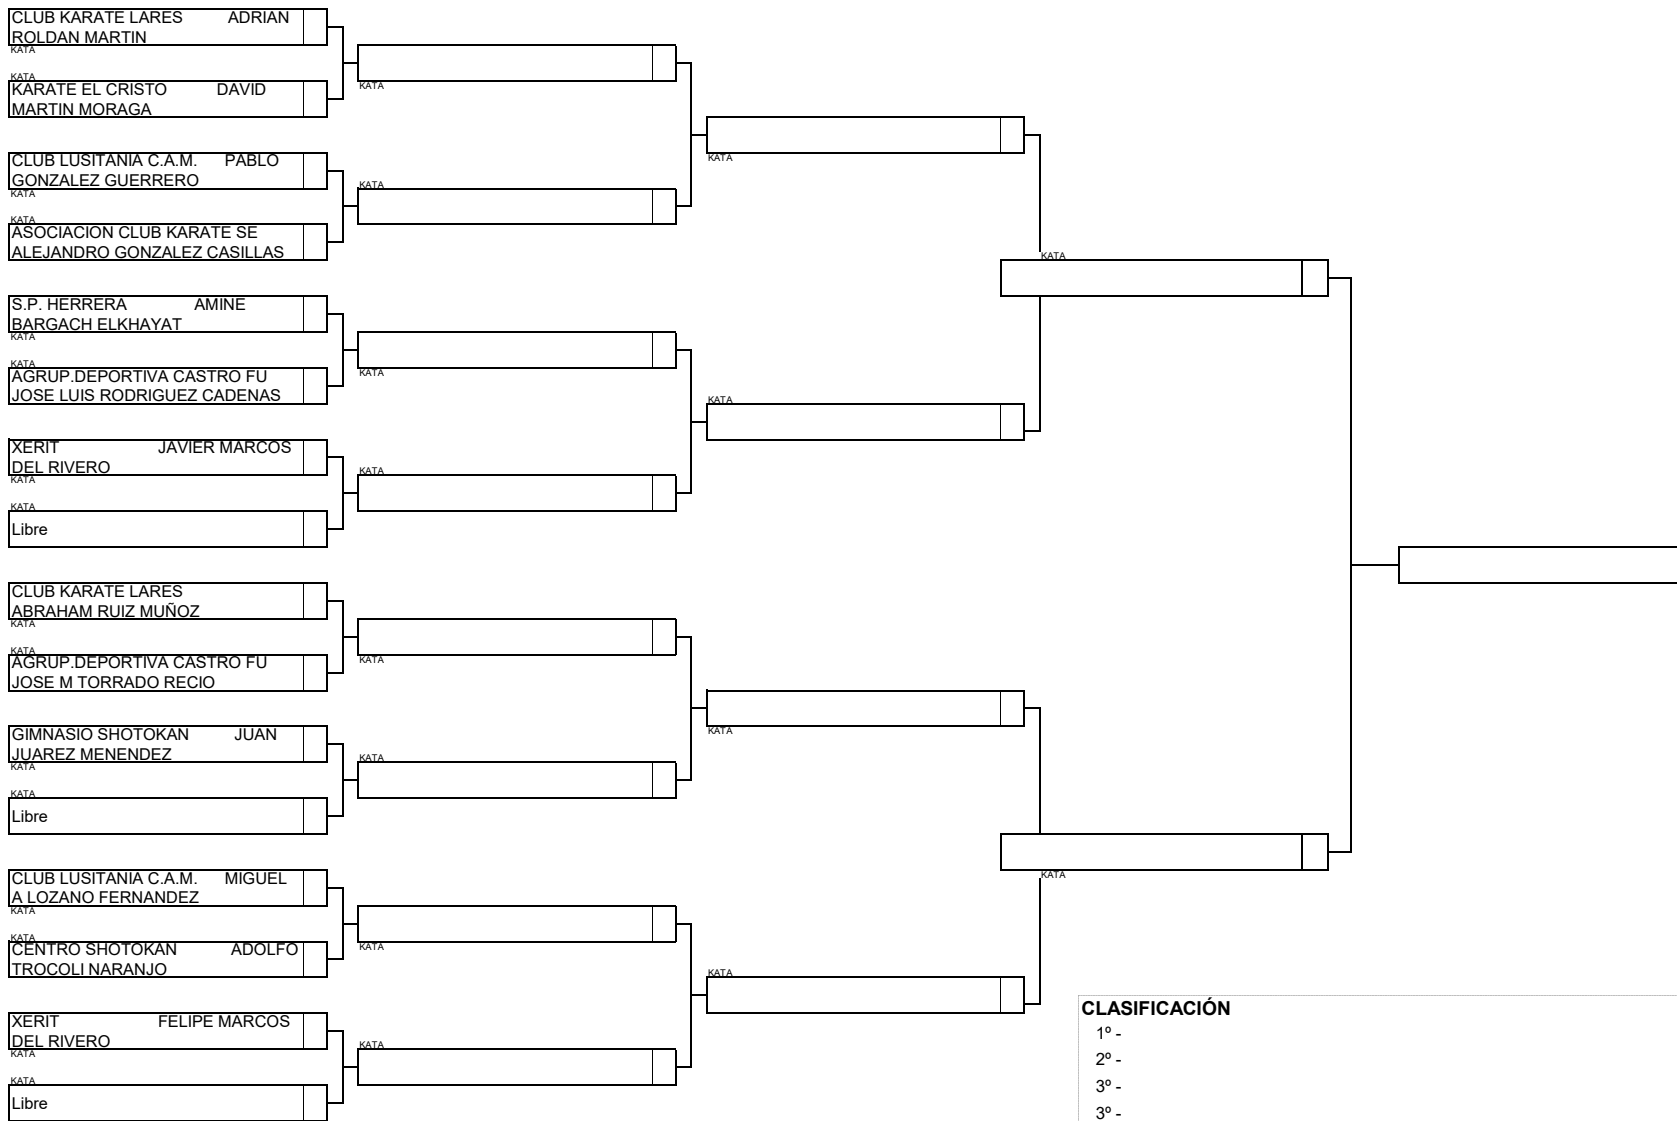 CLUB KARATE LARES ADRIAN
ROLDAN MARTIN
KATA
KATA
KARATE EL CRISTO DAVID
MARTIN MORAGA
KATA
CLUB LUSITANIA C.A.M. PABLO
GONZALEZ GUERRERO
KATA
KATA
ASOCIACION CLUB KARATE SE
ALEJANDRO GONZALEZ CASILLAS
KATA
KATA
KATA
S.P. HERRERA AMINE
BARGACH ELKHAYAT
KATA
KATA
AGRUP.DEPORTIVA CASTRO FU
JOSE LUIS RODRIGUEZ CADENAS
KATA
KATA
XERIT JAVIER MARCOS
DEL RIVERO
KATA
KATA
KATA
Libre
CLUB KARATE LARES
ABRAHAM RUIZ MUÑOZ
KATA
KATA
AGRUP.DEPORTIVA CASTRO FU
JOSE M TORRADO RECIO
KATA
GIMNASIO SHOTOKAN JUAN
JUAREZ MENENDEZ
KATA
KATA
KATA
KATA
Libre
CLUB LUSITANIA C.A.M. MIGUEL
A LOZANO FERNANDEZ
KATA
KATA
KATA
CENTRO SHOTOKAN ADOLFO
TROCOLI NARANJO
KATA
KATA
XERIT FELIPE MARCOS
DEL RIVERO
KATA
KATA
KATA
Libre
CLASIFICACIÓN
1º -
2º -
3º -
3º -